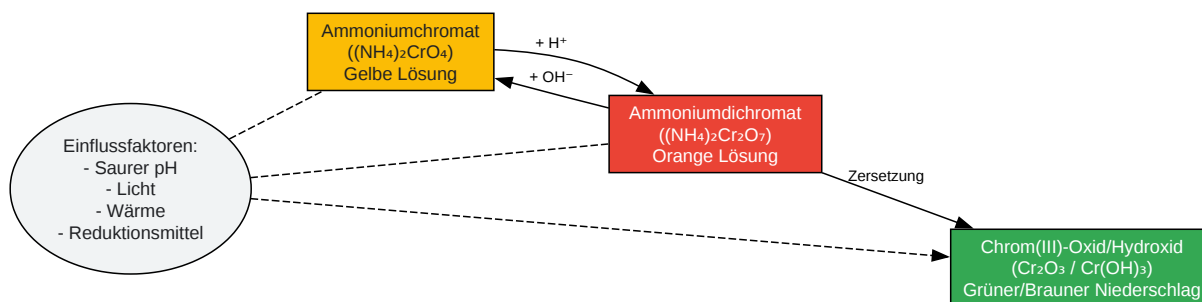 Ammoniumchromat
((NH₄)₂CrO₄)
Gelbe Lösung
+ H⁺
+ OH⁻
Ammoniumdichromat
((NH₄)₂Cr₂O₇)
Orange Lösung
Einflussfaktoren:
- Saurer pH
- Licht
- Wärme
- Reduktionsmittel
Zersetzung
Chrom(III)-Oxid/Hydroxid
(Cr₂O₃ / Cr(OH)₃)
Grüner/Brauner Niederschlag